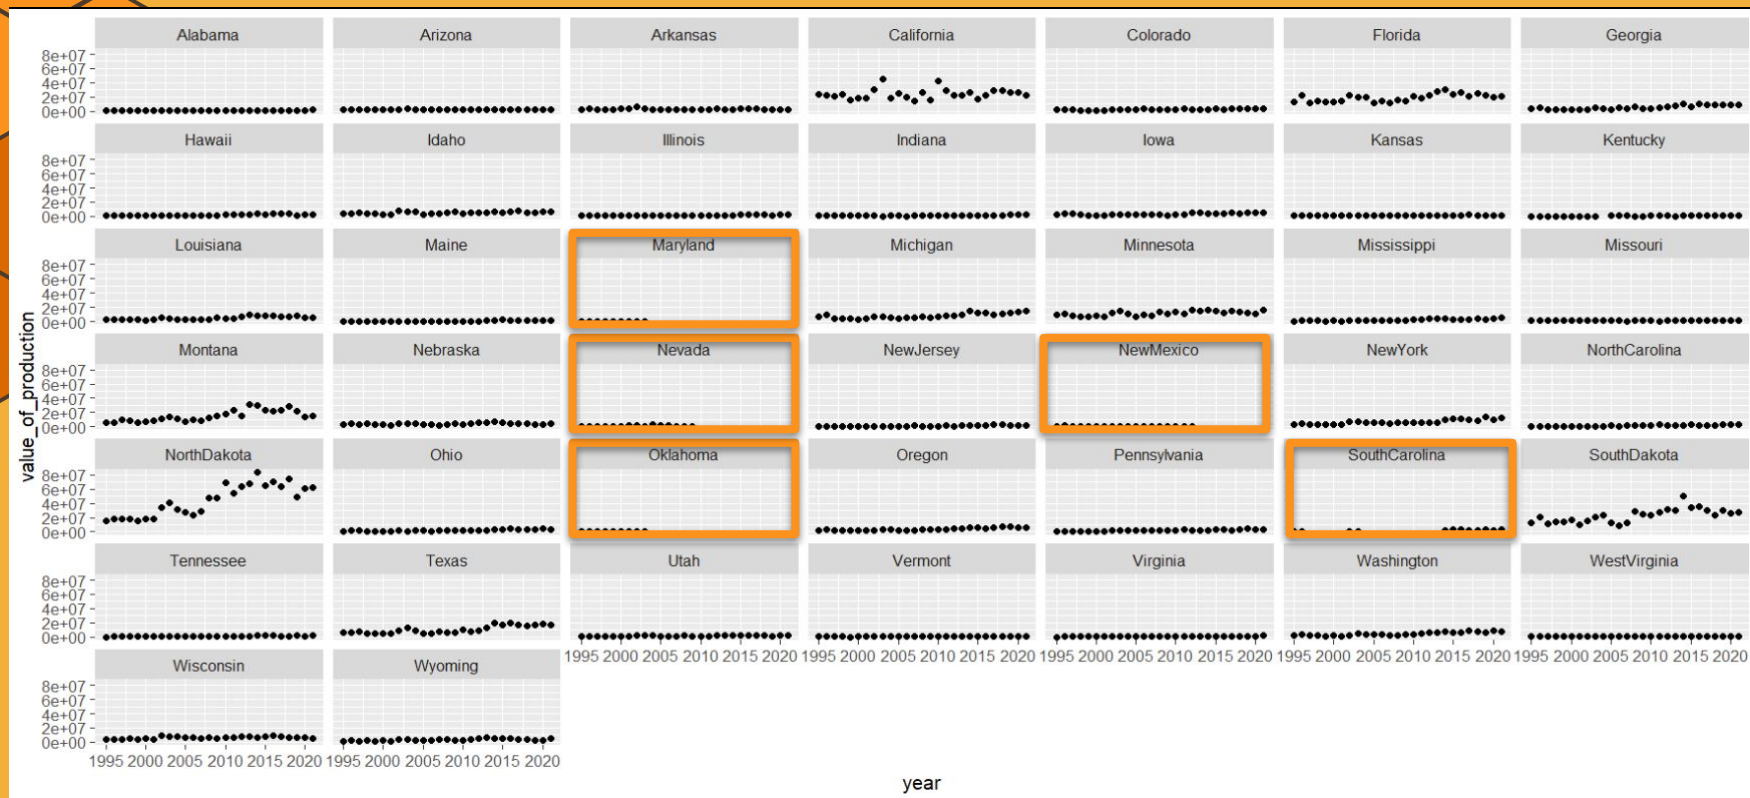 Alabama Arizona Arkansas California Colorado Florida Georgia
8e+07
6e+07
4e+07
2e+07
0e+00
Hawaii Idaho Illinois Indiana Iowa Kansas Kentucky
8e+07
6e+07
4e+07
2e+07
0e+00
Louisiana Maine Maryland Michigan Minnesota Mississippi Missouri
8e+07
6e+07
4e+07
2e+07
0e+00
value_of_production
Montana Nebraska Nevada NewJersey NewMexico NewYork NorthCarolina
8e+07
6e+07
4e+07
2e+07
0e+00
NorthDakota Ohio Oklahoma Oregon Pennsylvania SouthCarolina SouthDakota
8e+07
6e+07
4e+07
2e+07
0e+00
Tennessee Texas Utah Vermont Virginia Washington WestVirginia
8e+07
6e+07
4e+07
2e+07
0e+00
1995 2000 2005 2010 2015 2020 1995 2000 2005 2010 2015 2020 1995 2000 2005 2010 2015 2020 1995 2000 2005 2010 2015 2020 1995 2000 2005 2010 2015 2020
Wisconsin Wyoming
8e+07
6e+07
4e+07
2e+07
0e+00
1995 2000 2005 2010 2015 2020 1995 2000 2005 2010 2015 2020
year